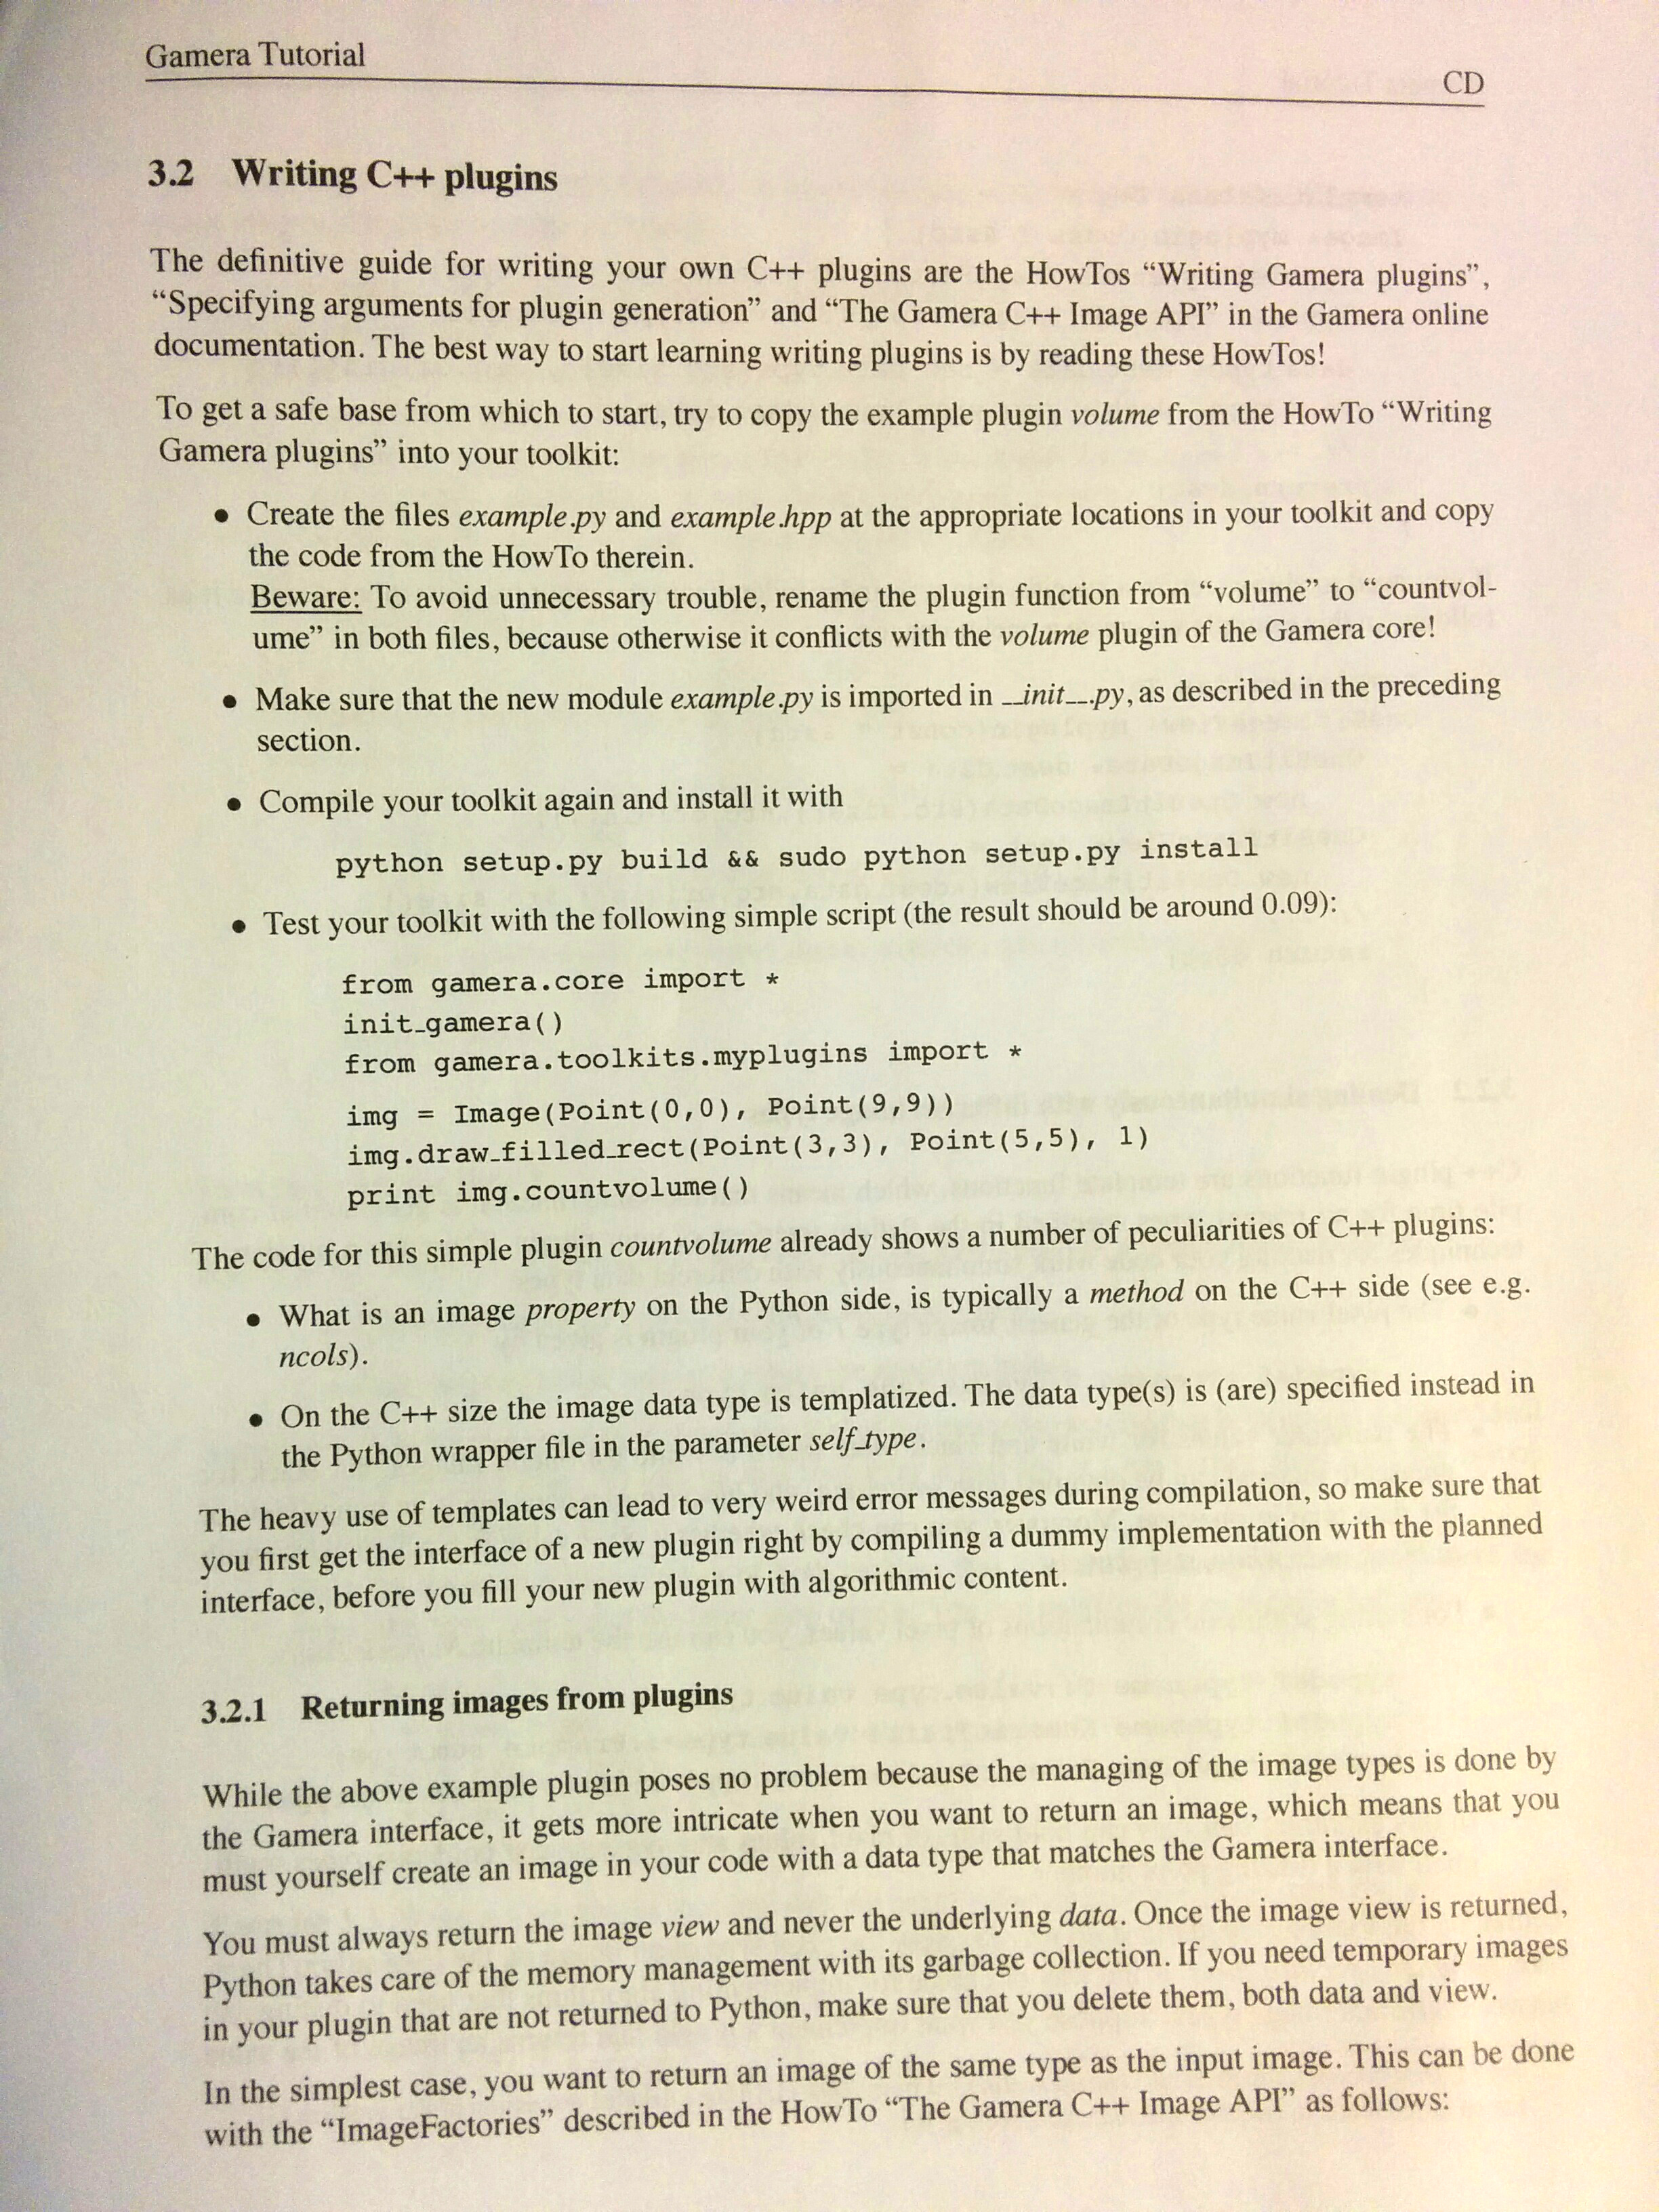 Gamera Tutorial
CD
3.2 Writing C++ plugins
The definitive guide for writing your own C++ plugins are the HowTos “Writing Gamera plugins”,
“Specifying arguments for plugin generation” and “The Gamera C++ Image API” in the Gamera online
documentation. The best way to start learning writing plugins is by reading these HowTos!
To get a safe base from which to start, try to copy the example plugin volume from the HowTo “Writing
Gamera plugins” into your toolkit:
• Create the files example.py and example.hpp at the appropriate locations in your toolkit and copy
the code from the HowTo therein.
Beware: To avoid unnecessary trouble, rename the plugin function from “volume” to “countvol-
ume” in both files, because otherwise it conflicts with the volume plugin of the Gamera core!
• Make sure that the new module example.py is imported in __init__.py, as described in the preceding
section.
• Compile your toolkit again and install it with
python setup.py build && sudo python setup.py install
• Test your toolkit with the following simple script (the result should be around 0.09):
from gamera.core import *
init_gamera()
from gamera.toolkits.myplugins import *
img = Image(Point(0,0), Point(9,9))
img.draw_filled_rect(Point(3,3), Point(5,5), 1)
print img.countvolume()
The code for this simple plugin countvolume already shows a number of peculiarities of C++ plugins:
• What is an image property on the Python side, is typically a method on the C++ side (see e.g.
ncols).
• On the C++ size the image data type is templatized. The data type(s) is (are) specified instead in
the Python wrapper file in the parameter self_type.
The heavy use of templates can lead to very weird error messages during compilation, so make sure that
you first get the interface of a new plugin right by compiling a dummy implementation with the planned
interface, before you fill your new plugin with algorithmic content.
3.2.1 Returning images from plugins
While the above example plugin poses no problem because the managing of the image types is done by
the Gamera interface, it gets more intricate when you want to return an image, which means that you
must yourself create an image in your code with a data type that matches the Gamera interface.
You must always return the image view and never the underlying data. Once the image view is returned,
Python takes care of the memory management with its garbage collection. If you need temporary images
in your plugin that are not returned to Python, make sure that you delete them, both data and view.
In the simplest case, you want to return an image of the same type as the input image. This can be done
with the “ImageFactories” described in the HowTo “The Gamera C++ Image API” as follows: